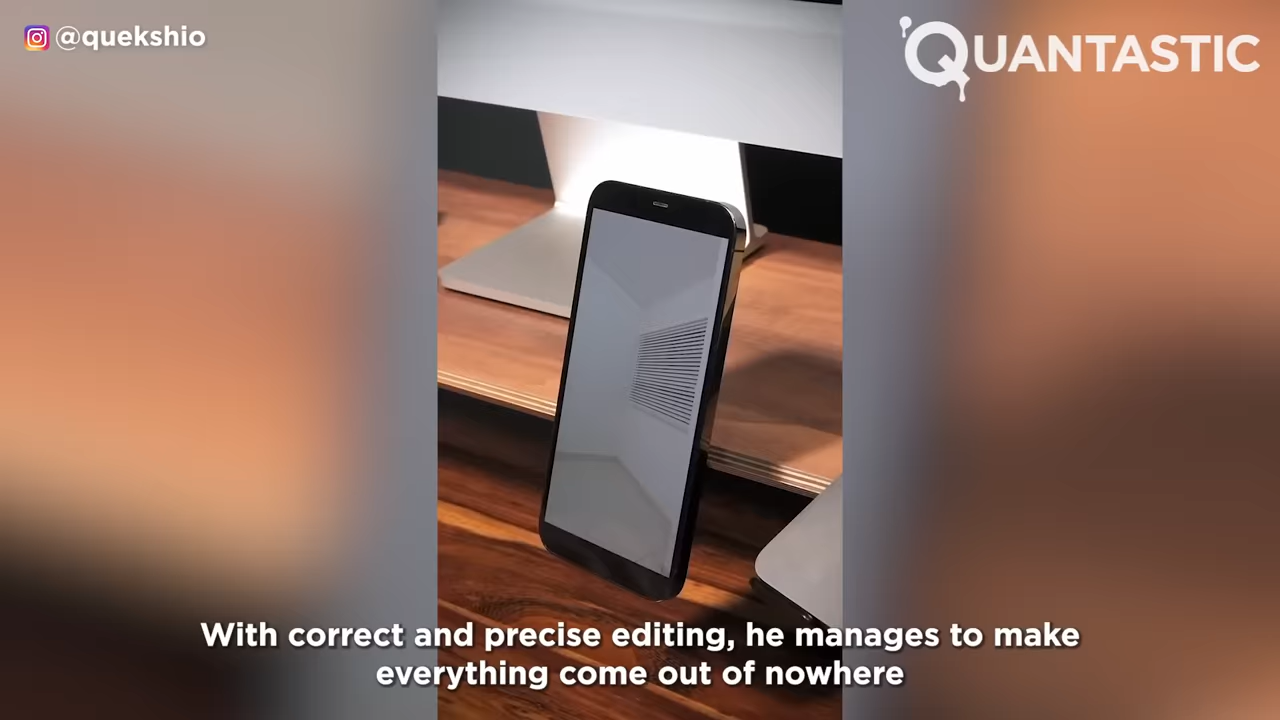 @quekshio
QUANTASTIC
With correct and precise editing, he manages to make
everything come out of nowhere